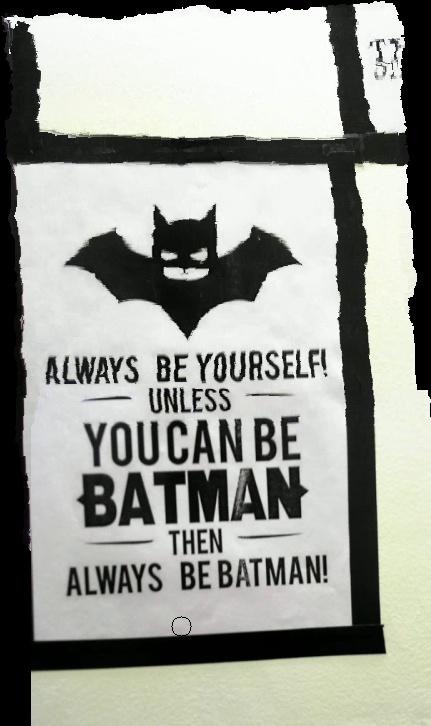 ALWAYS BE YOURSELF!
UNLESS
YOU CAN BE
BATMAN
THEN
ALWAYS BE BATMAN!